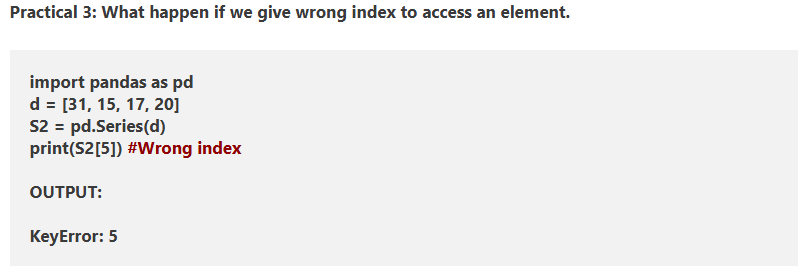 Practical 3: What happen if we give wrong index to access an element.
import pandas as pd
d = [31, 15, 17, 20]
S2 = pd.Series(d)
print(S2[5]) #Wrong index
OUTPUT:
KeyError: 5